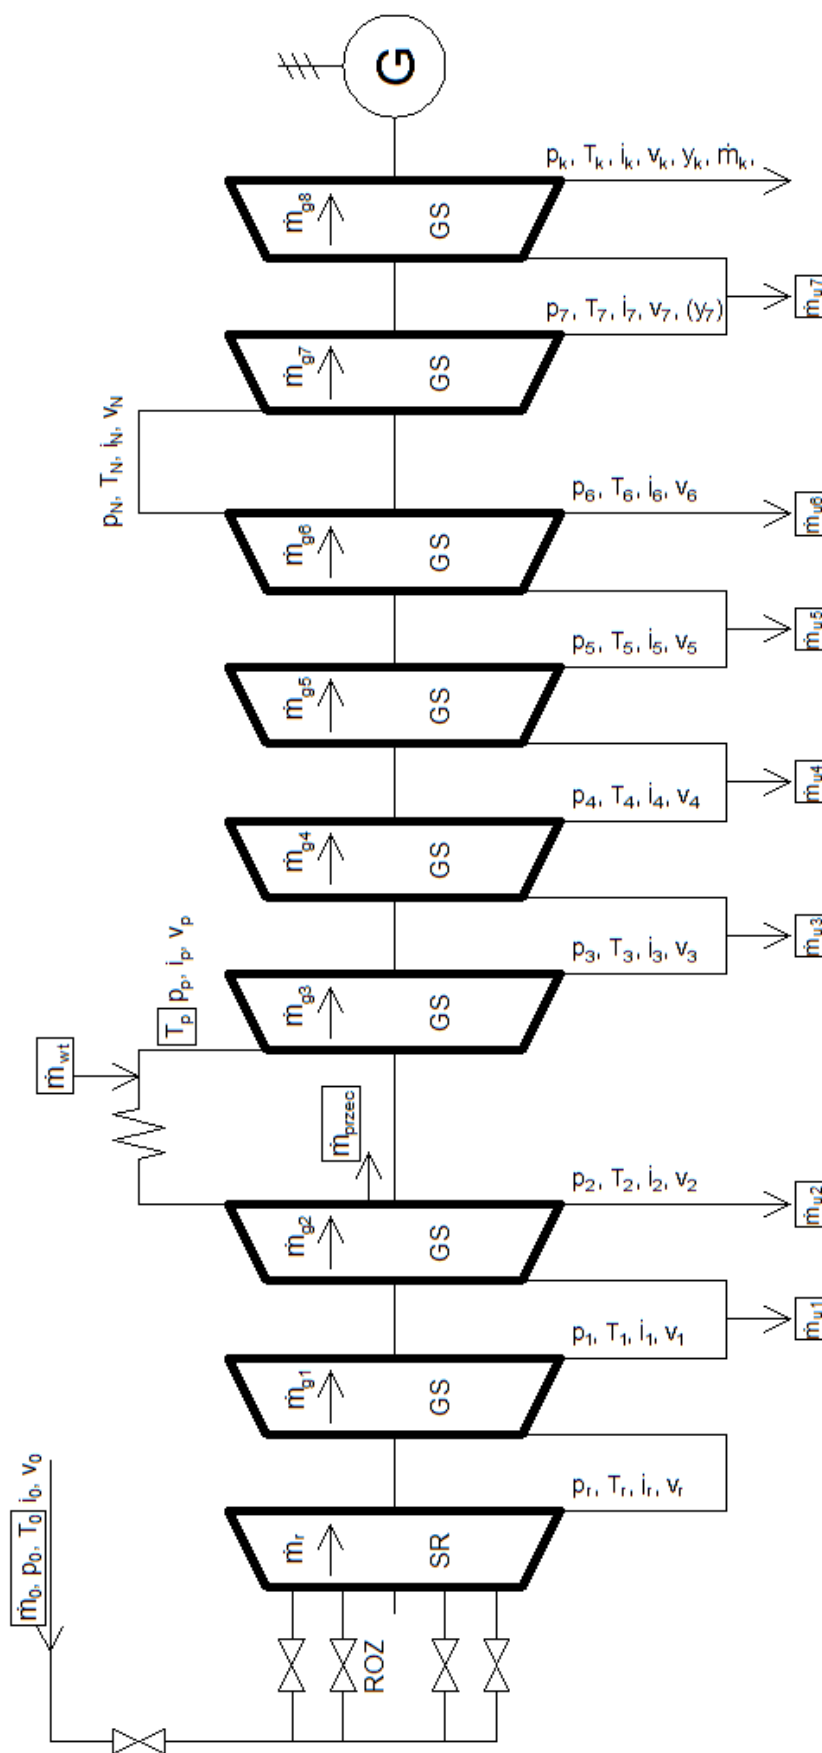 ṁ₀, p₀, T₀ i₀, v₀
ROZ
ṁᵣ
SR
pᵣ, Tᵣ, iᵣ, vᵣ
ṁg1
GS
p₁, T₁, i₁, v₁
ṁu1
ṁg2
GS
p₂, T₂, i₂, v₂
ṁu2
ṁprzec
ṁwt
Tp pp, ip, vp
ṁg3
GS
p₃, T₃, i₃, v₃
ṁu3
ṁg4
GS
p₄, T₄, i₄, v₄
ṁu4
ṁg5
GS
p₅, T₅, i₅, v₅
ṁu5
ṁg6
GS
p₆, T₆, i₆, v₆
ṁu6
pN, TN, iN, vN
ṁg7
GS
p₇, T₇, i₇, v₇, (y₇)
ṁu7
ṁg8
GS
pk, Tk, ik, vk, yk, ṁk,
G